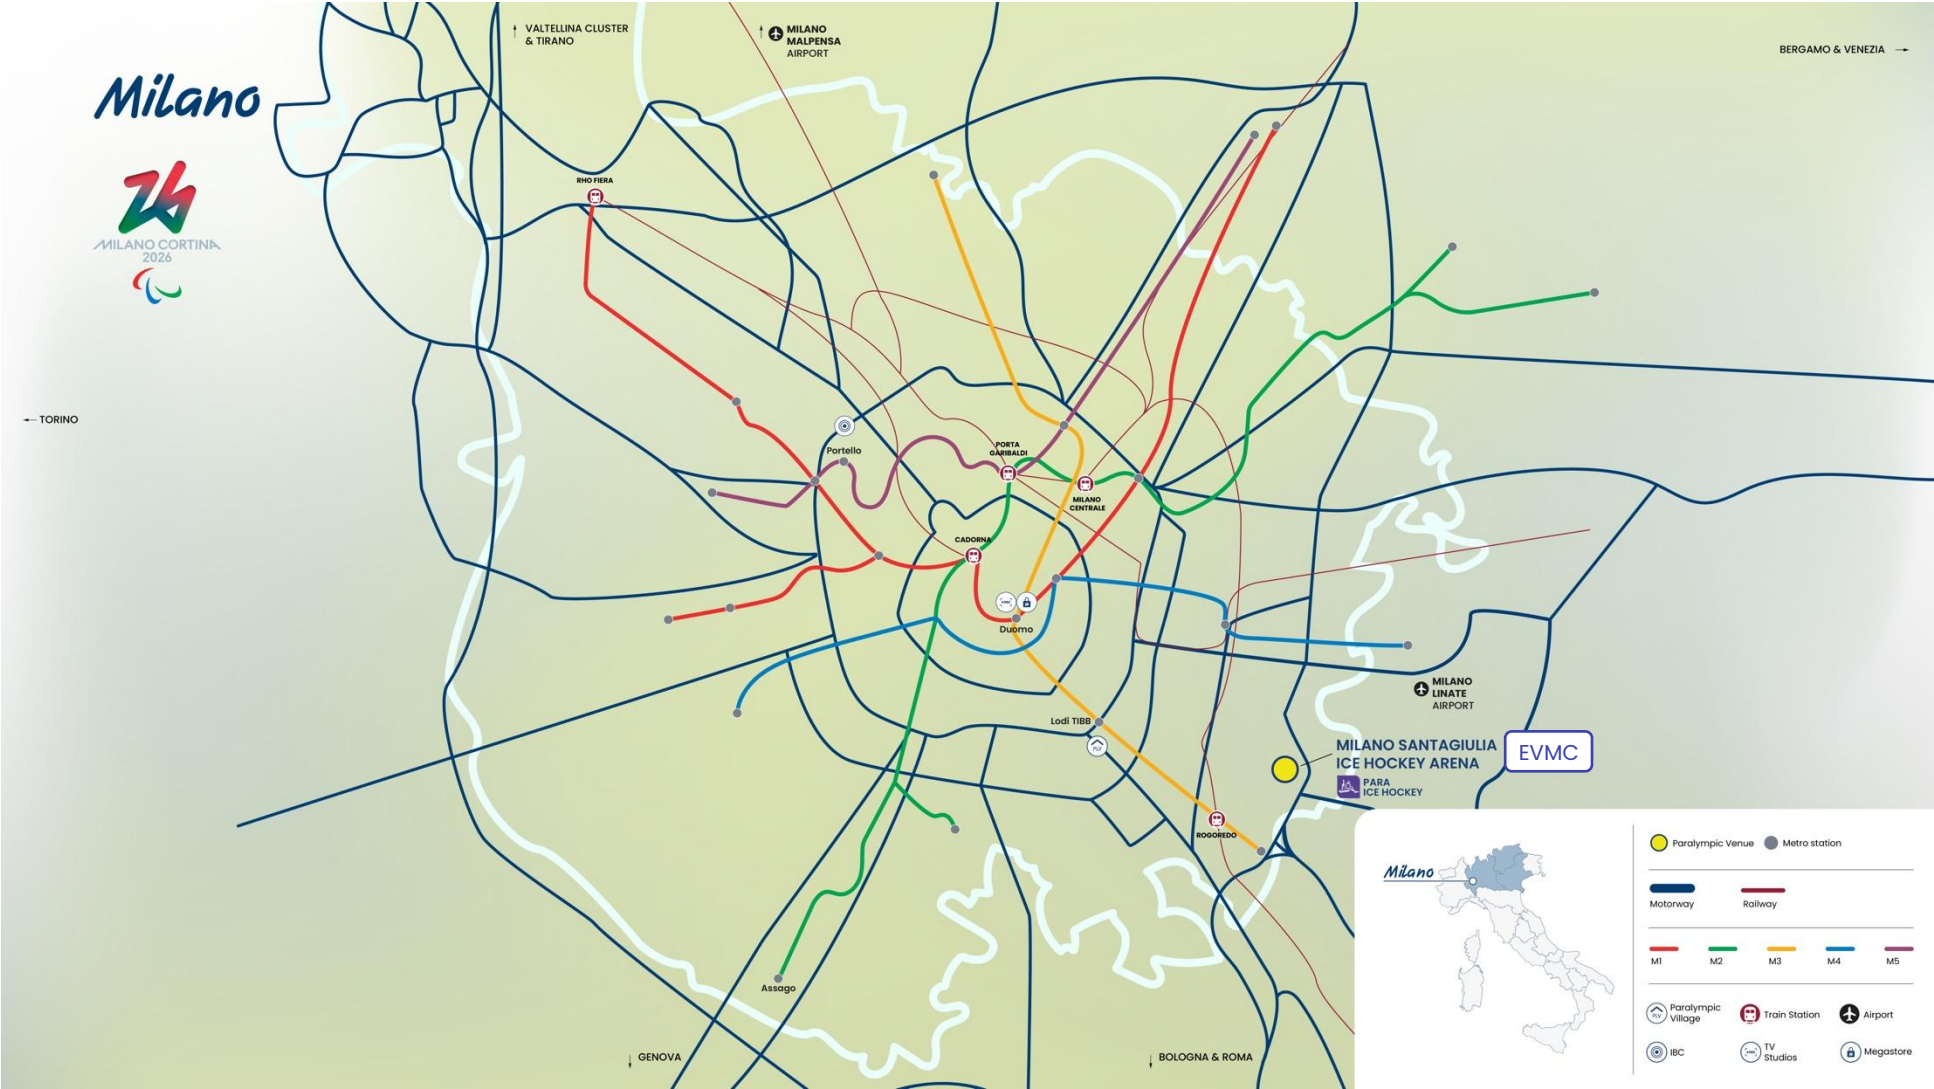 VALTELLINA CLUSTER
& TIRANO
MILANO
MALPENSA
AIRPORT
BERGAMO & VENEZIA
Milano
MILANO CORTINA
2026
RHO FIERA
TORINO
Portello
PORTA
GARIBALDI
MILANO
CENTRALE
CADORNA
Duomo
MILANO
LINATE
AIRPORT
Lodi TIBB
PLV
MILANO SANTAGIULIA
ICE HOCKEY ARENA
EVMC
PARA
ICE HOCKEY
ROGOREDO
Assago
GENOVA
BOLOGNA & ROMA
Milano
Paralympic Venue
Metro station
Motorway
Railway
M1
M2
M3
M4
M5
PLV
Paralympic
Village
Train Station
Airport
IBC
TV
Studios
Megastore